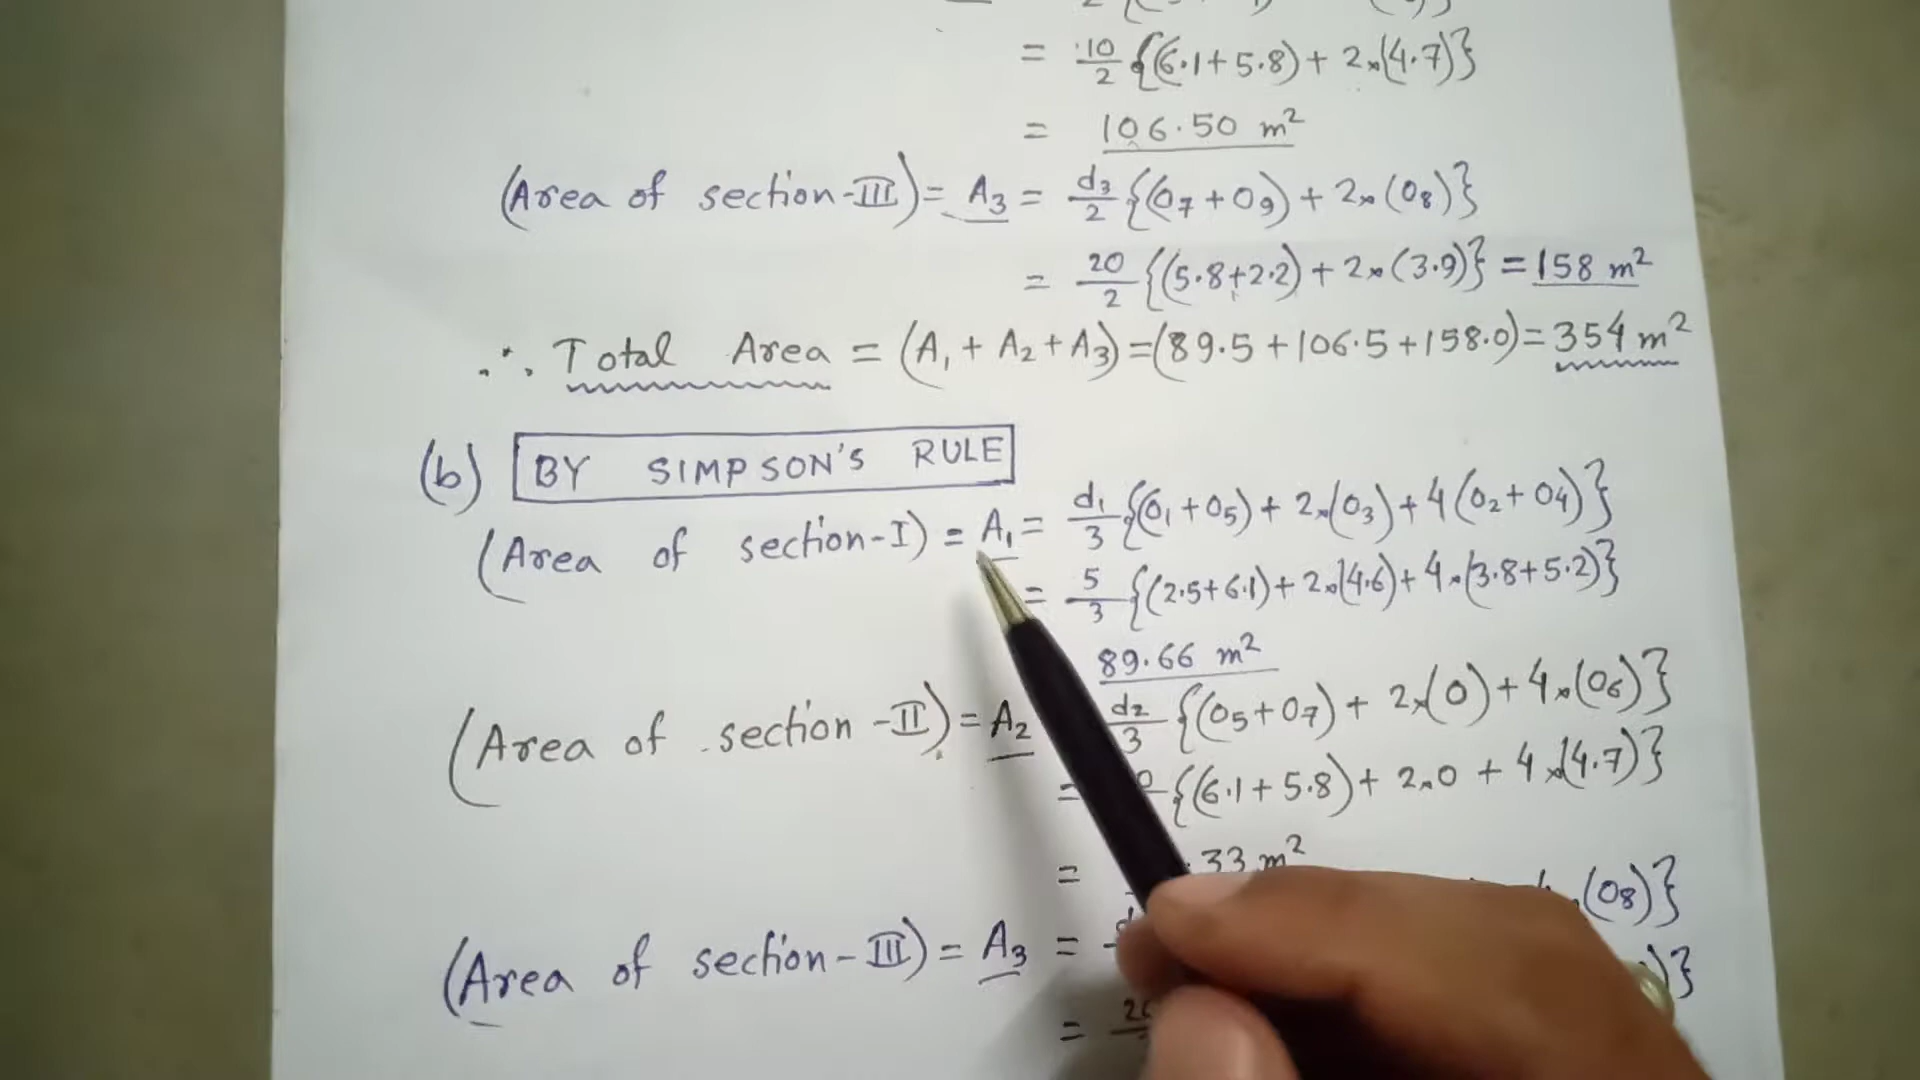 = 10/2 {(6.1+5.8) + 2×(4.7)}
= 106.50 m²
(Area of section-III) = A₃ = d₃/2 {(O₇ + O₉) + 2×(O₈)}
= 20/2 {(5.8+2.2) + 2×(3.9)} = 158 m²
∴ Total Area = (A₁ + A₂ + A₃) = (89.5 + 106.5 + 158.0) = 354 m²
(b) BY SIMPSON'S RULE
(Area of section-I) = A₁ = d₁/3 {(O₁ + O₅) + 2×(O₃) + 4(O₂ + O₄)}
= 5/3 {(2.5+6.1) + 2×(4.6) + 4×(3.8+5.2)}
89.66 m²
(Area of section-II) = A₂ d₂/3 {(O₅+O₇) + 2×(0) + 4×(O₆)}
= {(6.1 + 5.8) + 2×0 + 4×(4.7)}
= .33 m²
(Area of section-III) = A₃ = (O₈)}
=